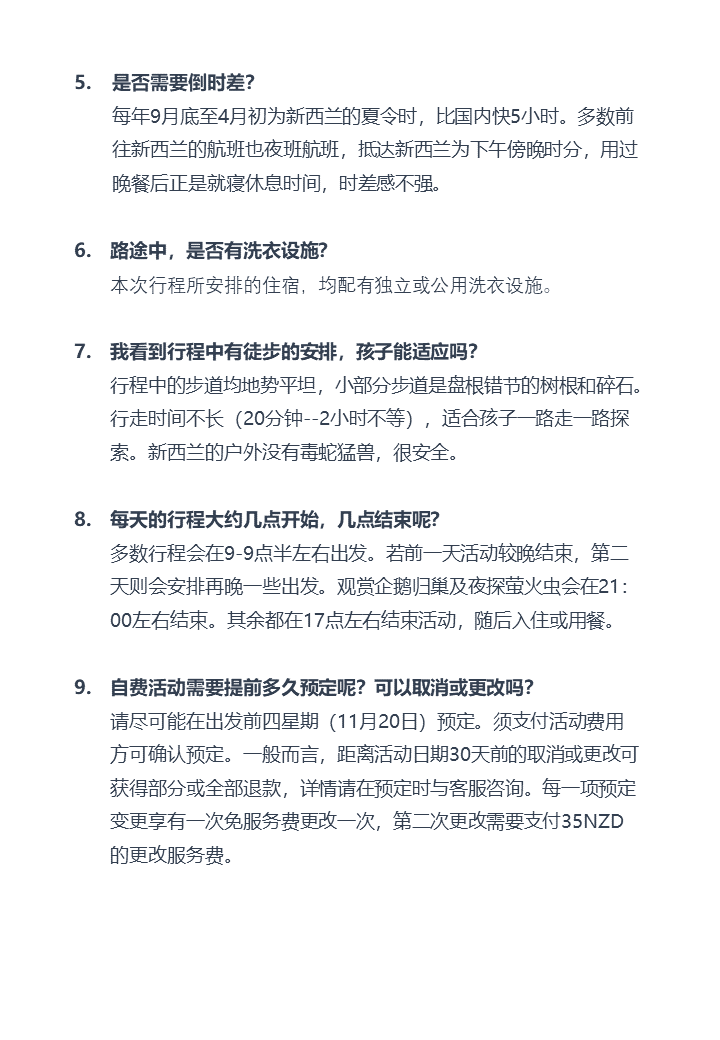 5. 是否需要倒时差?
每年9月底至4月初为新西兰的夏令时，比国内快5小时。多数前
往新西兰的航班也夜班航班，抵达新西兰为下午傍晚时分，用过
晚餐后正是就寝休息时间，时差感不强。
6. 路途中，是否有洗衣设施?
本次行程所安排的住宿，均配有独立或公用洗衣设施。
7. 我看到行程中有徒步的安排，孩子能适应吗?
行程中的步道均地势平坦，小部分步道是盘根错节的树根和碎石。
行走时间不长（20分钟--2小时不等），适合孩子一路走一路探
索。新西兰的户外没有毒蛇猛兽，很安全。
8. 每天的行程大约几点开始，几点结束呢?
多数行程会在9-9点半左右出发。若前一天活动较晚结束，第二
天则会安排再晚一些出发。观赏企鹅归巢及夜探萤火虫会在21：
00左右结束。其余都在17点左右结束活动，随后入住或用餐。
9. 自费活动需要提前多久预定呢？可以取消或更改吗?
请尽可能在出发前四星期（11月20日）预定。须支付活动费用
方可确认预定。一般而言，距离活动日期30天前的取消或更改可
获得部分或全部退款，详情请在预定时与客服咨询。每一项预定
变更享有一次免服务费更改一次，第二次更改需要支付35NZD
的更改服务费。